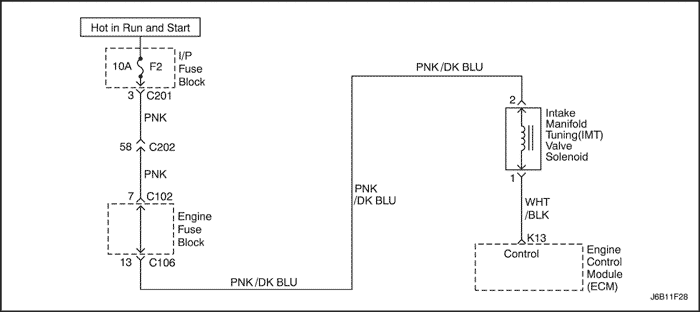 Hot in Run and Start
10A F2
I/P
Fuse
Block
3 C201
PNK
58 C202
PNK
7 C102
Engine
Fuse
Block
13 C106
PNK/DK BLU
PNK
/DK BLU
PNK/DK BLU
2
Intake
Manifold
Tuning(IMT)
Valve
Solenoid
1
WHT
/BLK
K13
Control
Engine
Control
Module
(ECM)
J6B11F28